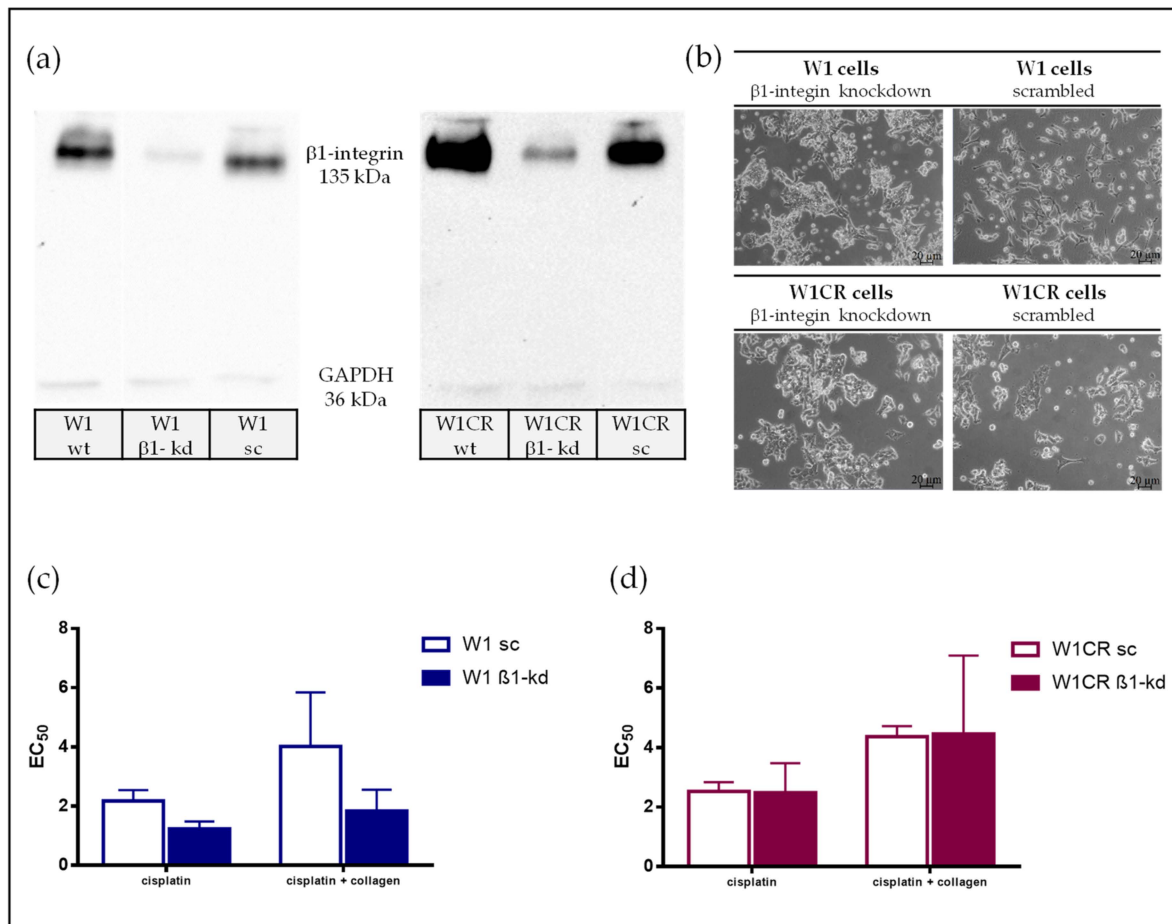 (a)
β1-integrin
135 kDa
GAPDH
36 kDa
W1
wt
W1
β1- kd
W1
sc
W1CR
wt
W1CR
β1- kd
W1CR
sc
(b)
W1 cells
β1-integin knockdown
W1 cells
scrambled
20 µm
20 µm
W1CR cells
β1-integin knockdown
W1CR cells
scrambled
20 µm
20 µm
(c)
EC50
8
6
4
2
0
cisplatin
cisplatin + collagen
W1 sc
W1 ß1-kd
(d)
EC50
8
6
4
2
0
cisplatin
cisplatin + collagen
W1CR sc
W1CR ß1-kd